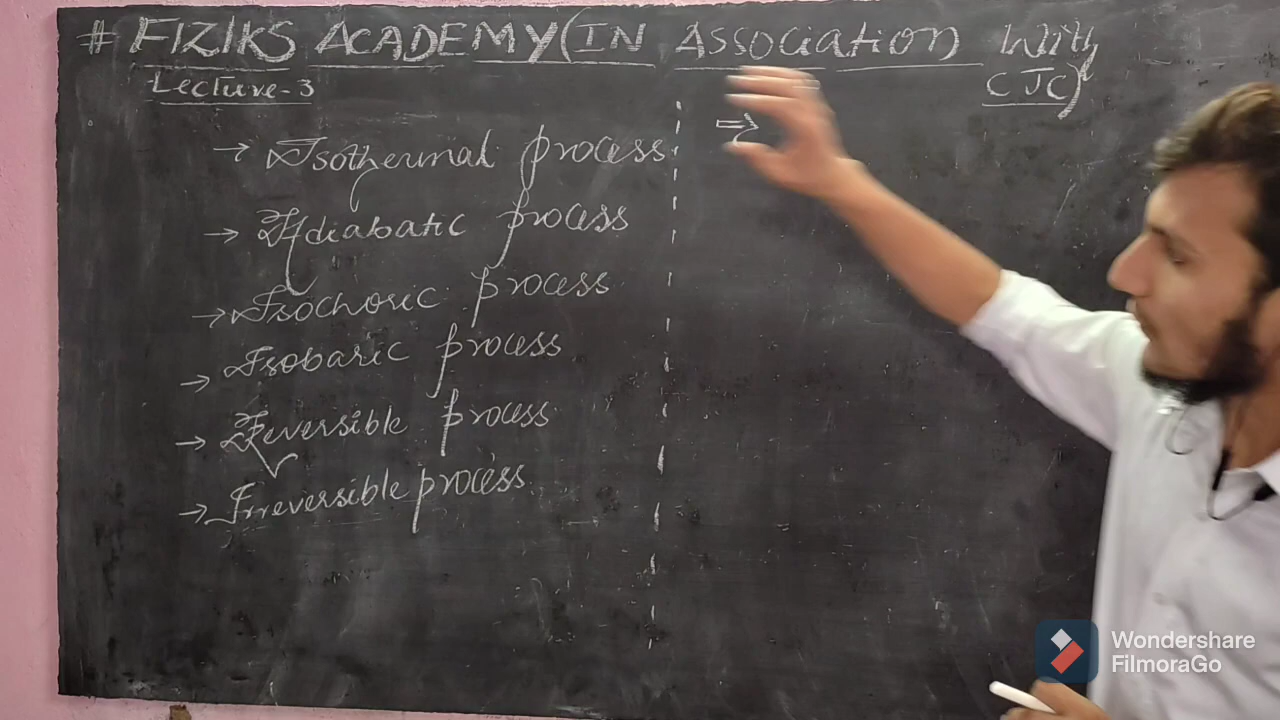 # FIZIKS ACADEMY (IN Association With CJC)
Lecture-3
→ Isothermal process
→ Adiabatic process
→ Isochoric process
→ Isobaric process
→ Reversible process
→ Irreversible process
⇒
Wondershare
FilmoraGo